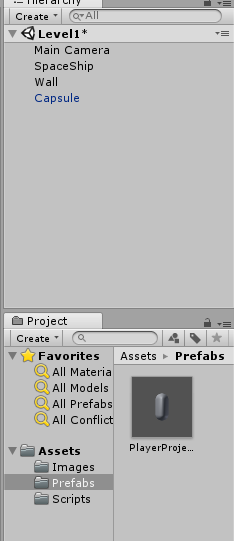 Hierarchy
Create All
Level1*
Main Camera
SpaceShip
Wall
Capsule
Project
Create
Favorites
All Materia
All Models
All Prefabs
All Conflict
Assets
Images
Prefabs
Scripts
Assets Prefabs
PlayerProje...